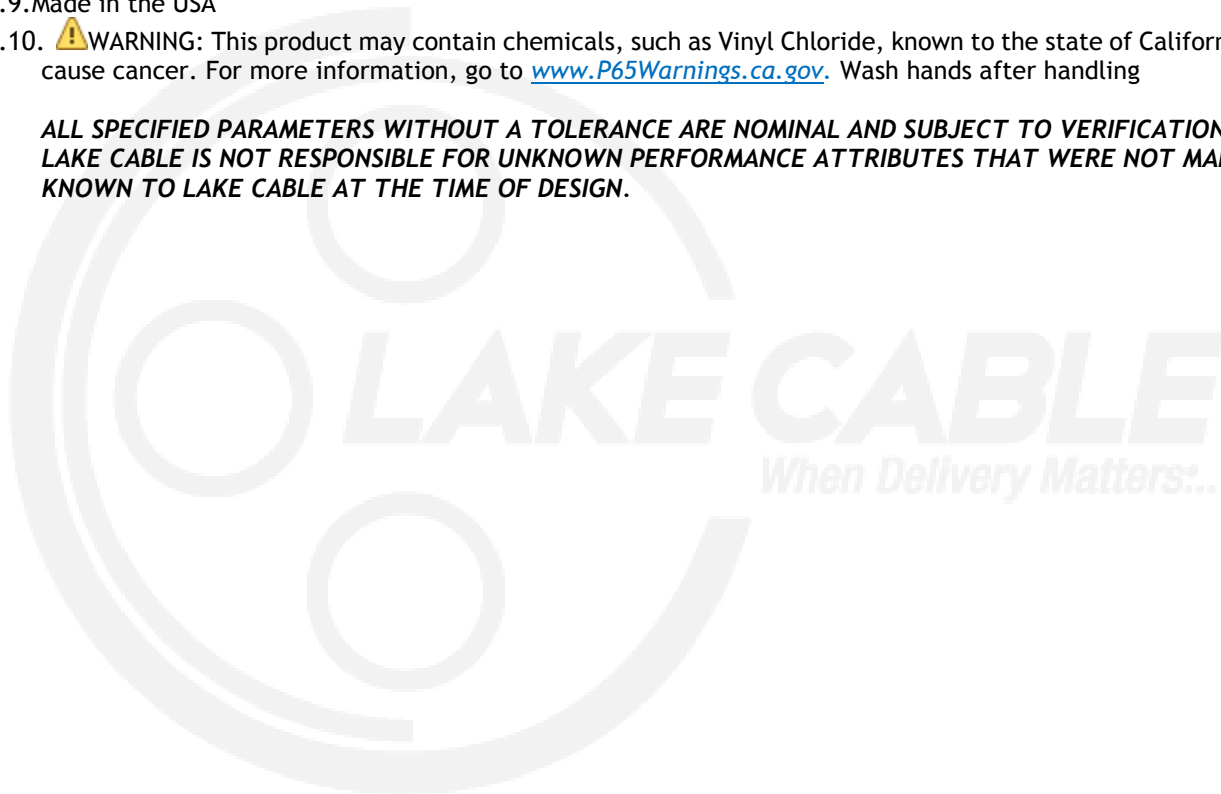 .9.Made in the USA
.10. WARNING: This product may contain chemicals, such as Vinyl Chloride, known to the state of Californ
cause cancer. For more information, go to www.P65Warnings.ca.gov. Wash hands after handling
ALL SPECIFIED PARAMETERS WITHOUT A TOLERANCE ARE NOMINAL AND SUBJECT TO VERIFICATION
LAKE CABLE IS NOT RESPONSIBLE FOR UNKNOWN PERFORMANCE ATTRIBUTES THAT WERE NOT MA
KNOWN TO LAKE CABLE AT THE TIME OF DESIGN.
LAKE CABLE
When Delivery Matters...